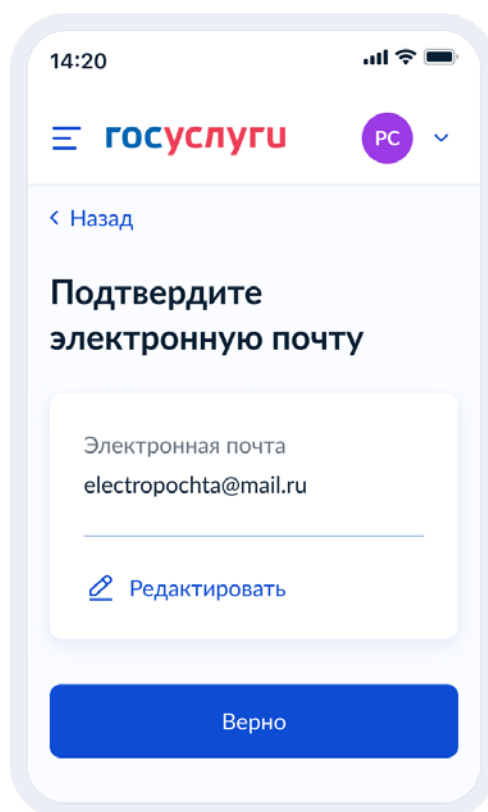 14:20
госуслуги
РС
Назад
Подтвердите
электронную почту
Электронная почта
electropochta@mail.ru
Редактировать
Верно